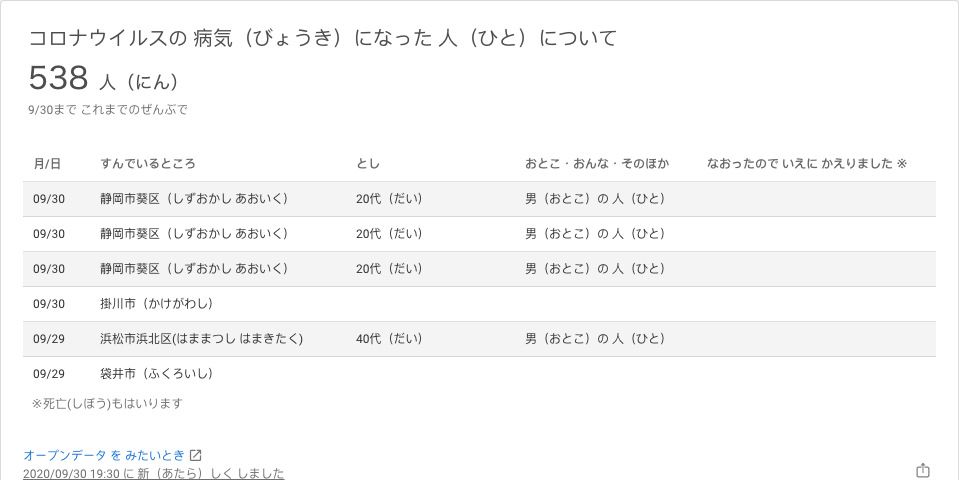 コロナウイルスの 病気（びょうき）になった 人（ひと）について
538 人（にん）
9/30まで これまでのぜんぶで
月/日 すんでいるところ とし おとこ・おんな・そのほか なおったので いえに かえりました ※
09/30 静岡市葵区（しずおかし あおいく） 20代（だい） 男（おとこ）の 人（ひと）
09/30 静岡市葵区（しずおかし あおいく） 20代（だい） 男（おとこ）の 人（ひと）
09/30 静岡市葵区（しずおかし あおいく） 20代（だい） 男（おとこ）の 人（ひと）
09/30 掛川市（かけがわし）
09/29 浜松市浜北区(はままつし はまきたく) 40代（だい） 男（おとこ）の 人（ひと）
09/29 袋井市（ふくろいし）
※死亡(しぼう)もはいります
オープンデータ を みたいとき
2020/09/30 19:30 に 新（あたら）しく しました